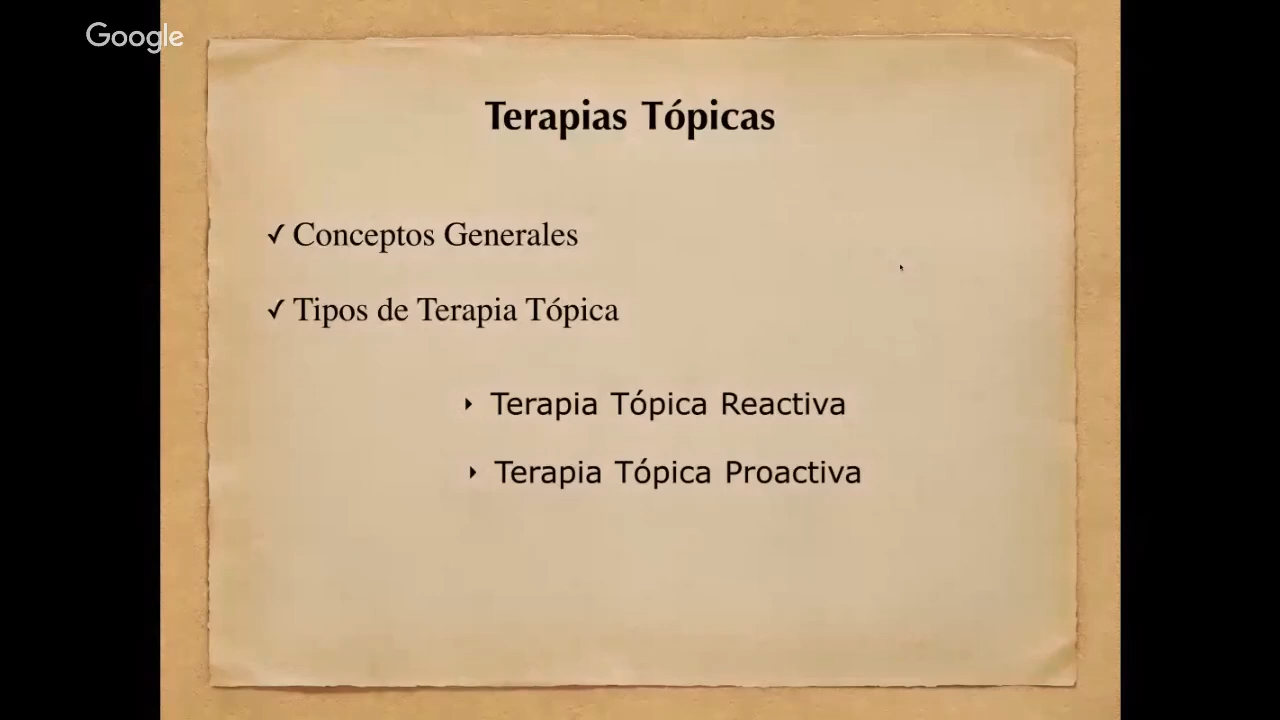 Google
Terapias Tópicas
✓ Conceptos Generales
✓ Tipos de Terapia Tópica
‣ Terapia Tópica Reactiva
‣ Terapia Tópica Proactiva